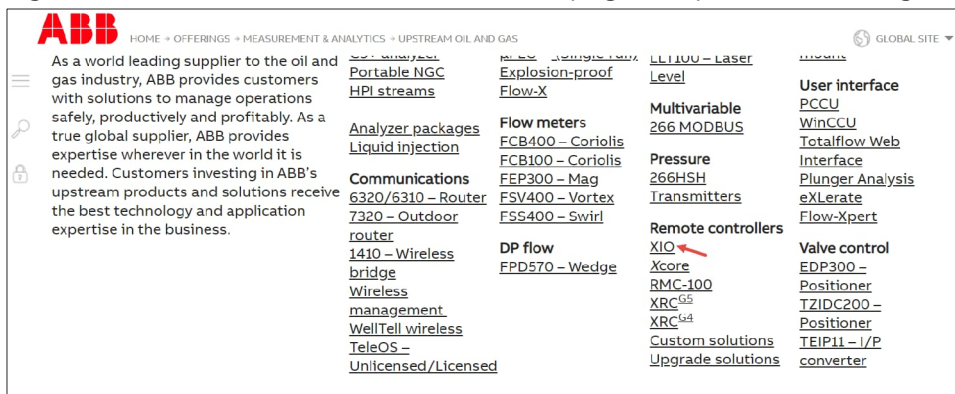 ABB
HOME → OFFERINGS → MEASUREMENT & ANALYTICS → UPSTREAM OIL AND GAS
GLOBAL SITE
As a world leading supplier to the oil and
gas industry, ABB provides customers
with solutions to manage operations
safely, productively and profitably. As a
true global supplier, ABB provides
expertise wherever in the world it is
needed. Customers investing in ABB's
upstream products and solutions receive
the best technology and application
expertise in the business.
Portable NGC
HPI streams
Analyzer packages
Liquid injection
Communications
6320/6310 – Router
7320 – Outdoor
router
1410 – Wireless
bridge
Wireless
management
WellTell wireless
TeleOS –
Unlicensed/Licensed
Explosion-proof
Flow-X
Flow meters
FCB400 – Coriolis
FCB100 – Coriolis
FEP300 – Mag
FSV400 – Vortex
FSS400 – Swirl
DP flow
FPD570 – Wedge
LLT100 – Laser
Level
Multivariable
266 MODBUS
Pressure
266HSH
Transmitters
Remote controllers
XIO
Xcore
RMC-100
XRC G5
XRC G4
Custom solutions
Upgrade solutions
mount
User interface
PCCU
WinCCU
Totalflow Web
Interface
Plunger Analysis
eXLerate
Flow-Xpert
Valve control
EDP300 –
Positioner
TZIDC200 –
Positioner
TEIP11 – I/P
converter